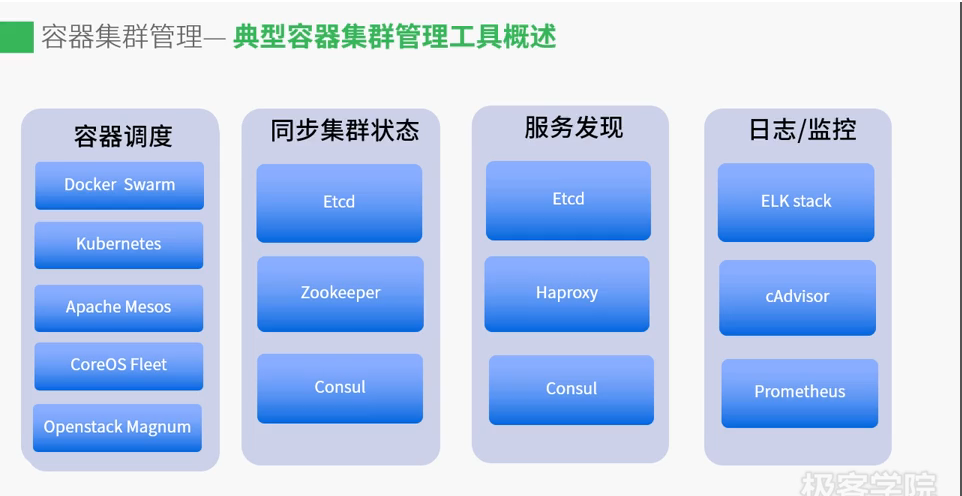 容器集群管理— 典型容器集群管理工具概述
容器调度
Docker Swarm
Kubernetes
Apache Mesos
CoreOS Fleet
Openstack Magnum
同步集群状态
Etcd
Zookeeper
Consul
服务发现
Etcd
Haproxy
Consul
日志/监控
ELK stack
cAdvisor
Prometheus
极客学院